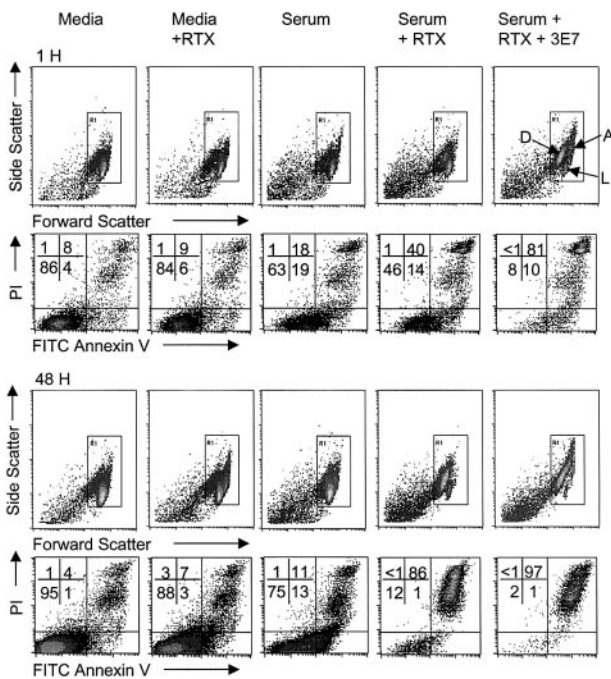 Media Media Serum Serum Serum +
+RTX + RTX RTX + 3E7
1 H
Side Scatter
R1 R1 R1 R1 R1
D A
L
Forward Scatter
PI
1 8 1 9 1 18 1 40 <1 81
86 4 84 6 63 19 46 14 8 10
FITC Annexin V
48 H
Side Scatter
R1 R1 R1 R1 R1
Forward Scatter
PI
1 4 3 7 1 11 <1 86 <1 97
95 1 88 3 75 13 12 1 2 1
FITC Annexin V